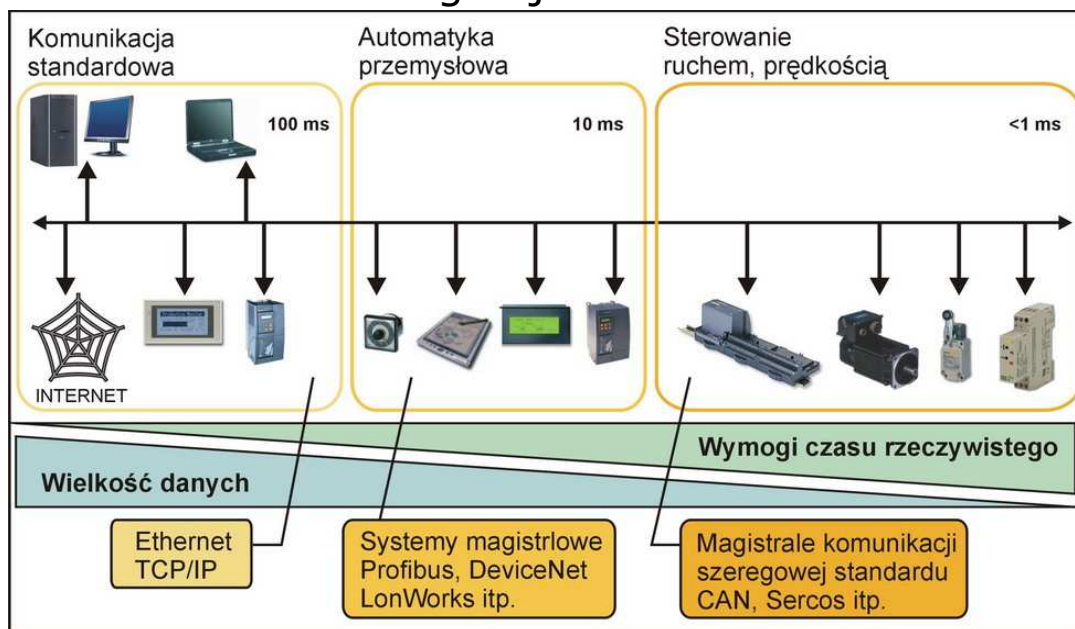 Komunikacja
standardowa
Automatyka
przemysłowa
Sterowanie
ruchem, prędkością
100 ms
10 ms
<1 ms
INTERNET
Wymogi czasu rzeczywistego
Wielkość danych
Ethernet
TCP/IP
Systemy magistrlowe
Profibus, DeviceNet
LonWorks itp.
Magistrale komunikacji
szeregowej standardu
CAN, Sercos itp.